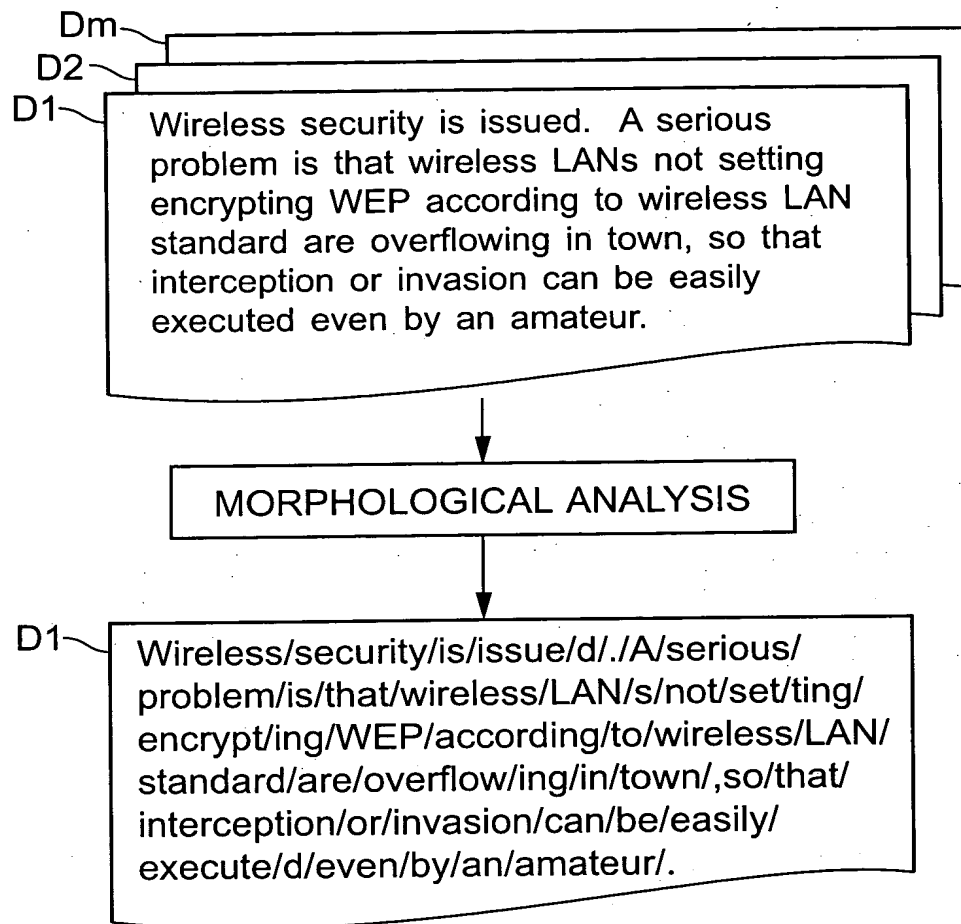 Dm
D2
D1
Wireless security is issued. A serious
problem is that wireless LANs not setting
encrypting WEP according to wireless LAN
standard are overflowing in town, so that
interception or invasion can be easily
executed even by an amateur.
MORPHOLOGICAL ANALYSIS
D1
Wireless/security/is/issue/d/./A/serious/
problem/is/that/wireless/LAN/s/not/set/ting/
encrypt/ing/WEP/according/to/wireless/LAN/
standard/are/overflow/ing/in/town/,so/that/
interception/or/invasion/can/be/easily/
execute/d/even/by/an/amateur/.